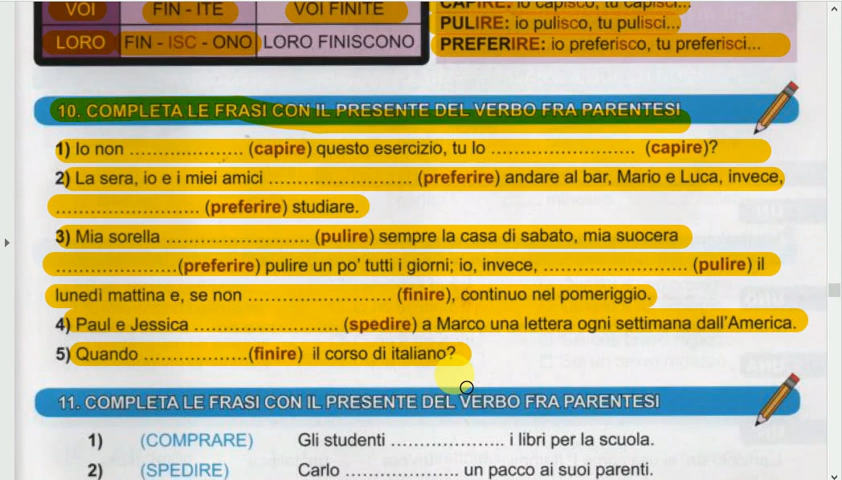 VOI FIN - ITE VOI FINITE
LORO FIN - ISC - ONO LORO FINISCONO
CAPIRE: io capisco, tu capisci...
PULIRE: io pulisco, tu pulisci...
PREFERIRE: io preferisco, tu preferisci...
10. COMPLETA LE FRASI CON IL PRESENTE DEL VERBO FRA PARENTESI
1) Io non .................... (capire) questo esercizio, tu lo ......................... (capire)?
2) La sera, io e i miei amici ......................... (preferire) andare al bar, Mario e Luca, invece,
......................... (preferire) studiare.
3) Mia sorella ......................... (pulire) sempre la casa di sabato, mia suocera
.....................(preferire) pulire un po' tutti i giorni; io, invece, ......................... (pulire) il
lunedì mattina e, se non ......................... (finire), continuo nel pomeriggio.
4) Paul e Jessica ......................... (spedire) a Marco una lettera ogni settimana dall'America.
5) Quando ..................(finire) il corso di italiano?
11. COMPLETA LE FRASI CON IL PRESENTE DEL VERBO FRA PARENTESI
1) (COMPRARE) Gli studenti .................... i libri per la scuola.
2) (SPEDIRE) Carlo .................... un pacco ai suoi parenti.